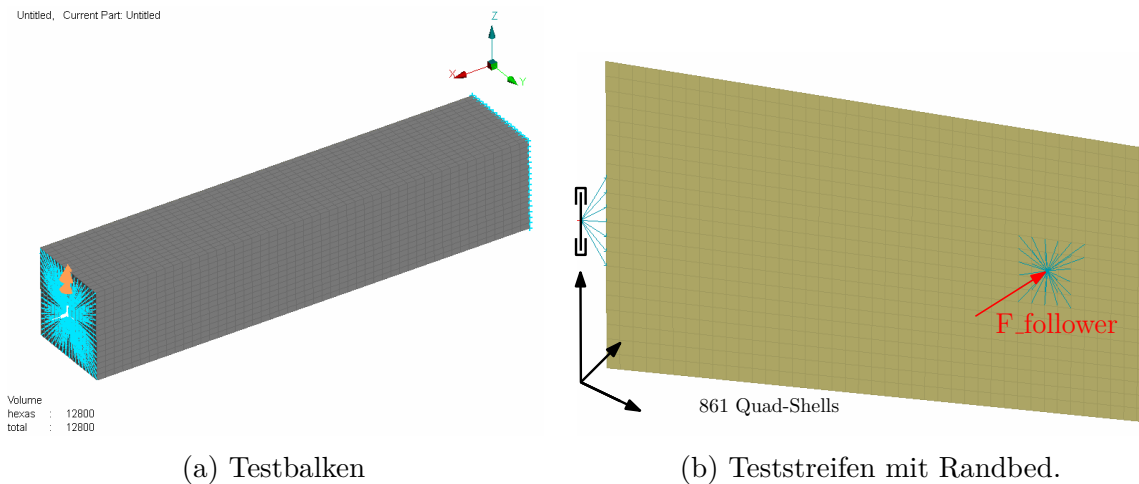 Untitled, Current Part: Untitled
Z
X
Y
Volume
hexas : 12800
total : 12800
F_follower
861 Quad-Shells
(a) Testbalken
(b) Teststreifen mit Randbed.